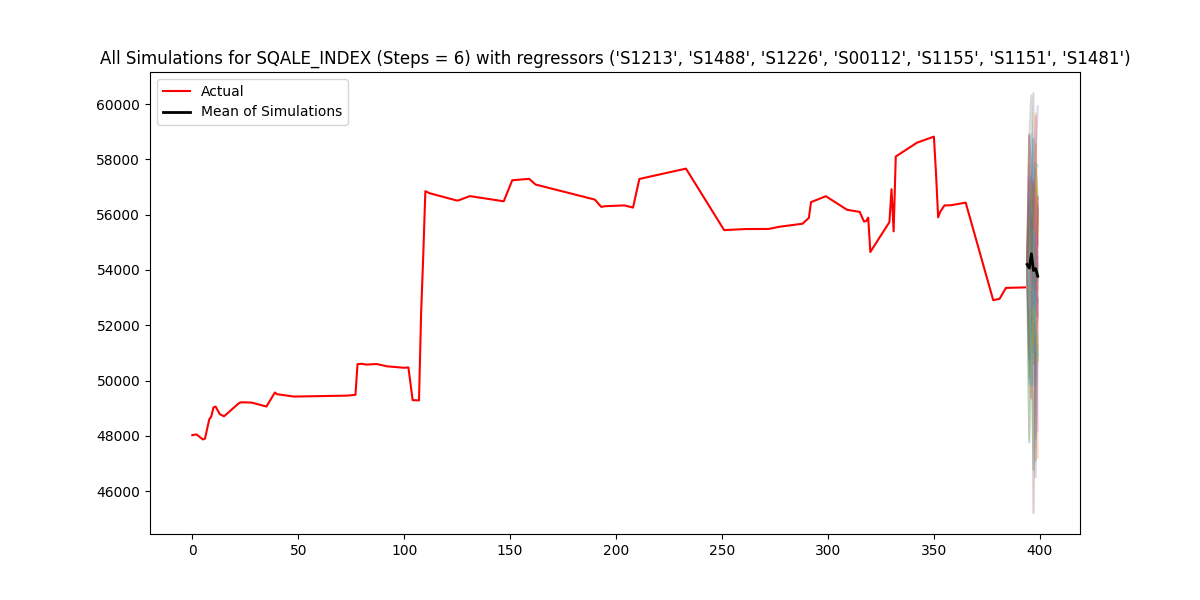 All Simulations for SQALE_INDEX (Steps = 6) with regressors ('S1213', 'S1488', 'S1226', 'S00112', 'S1155', 'S1151', 'S1481')
Actual
Mean of Simulations
60000
58000
56000
54000
52000
50000
48000
46000
0 50 100 150 200 250 300 350 400